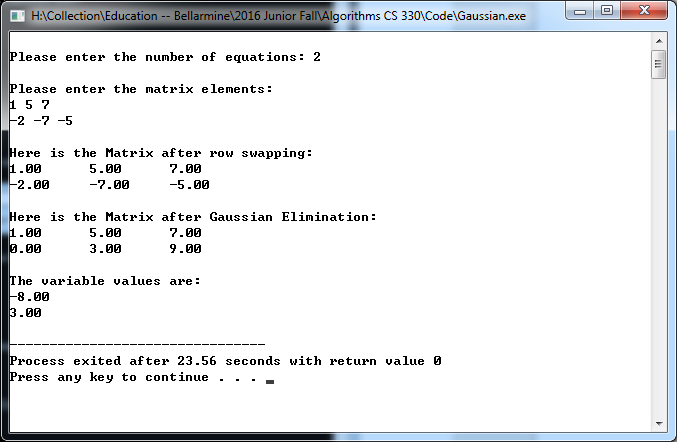 H:\Collection\Education -- Bellarmine\2016 Junior Fall\Algorithms CS 330\Code\Gaussian.exe
Please enter the number of equations: 2
Please enter the matrix elements:
1 5 7
-2 -7 -5
Here is the Matrix after row swapping:
1.00 5.00 7.00
-2.00 -7.00 -5.00
Here is the Matrix after Gaussian Elimination:
1.00 5.00 7.00
0.00 3.00 9.00
The variable values are:
-8.00
3.00
--------------------------------
Process exited after 23.56 seconds with return value 0
Press any key to continue . . .